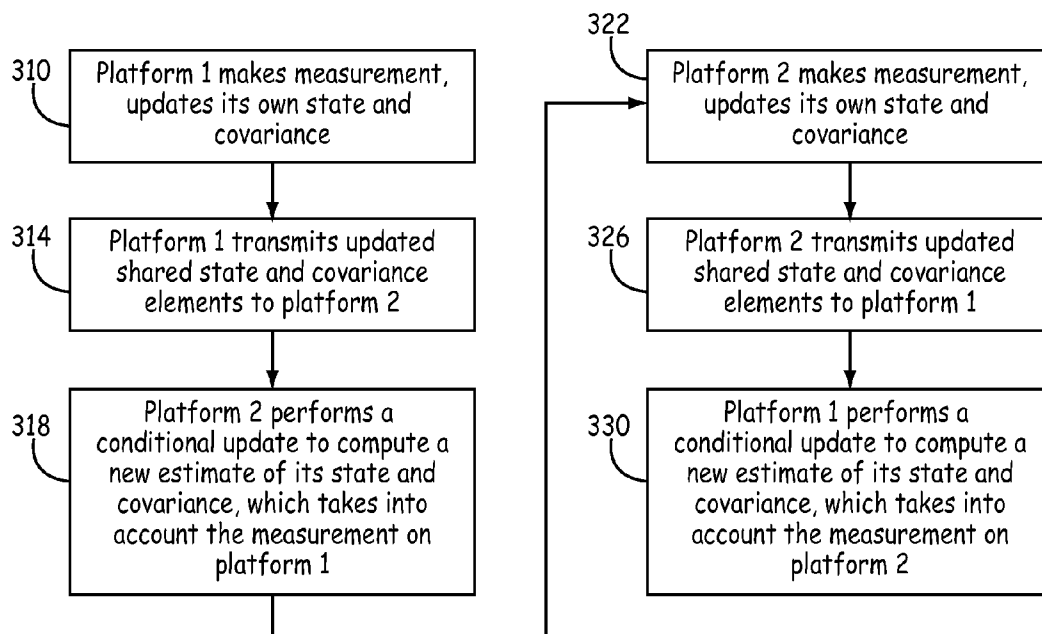 310
Platform 1 makes measurement,
updates its own state and
covariance
314
Platform 1 transmits updated
shared state and covariance
elements to platform 2
318
Platform 2 performs a
conditional update to compute a
new estimate of its state and
covariance, which takes into
account the measurement on
platform 1
322
Platform 2 makes measurement,
updates its own state and
covariance
326
Platform 2 transmits updated
shared state and covariance
elements to platform 1
330
Platform 1 performs a
conditional update to compute a
new estimate of its state and
covariance, which takes into
account the measurement on
platform 2